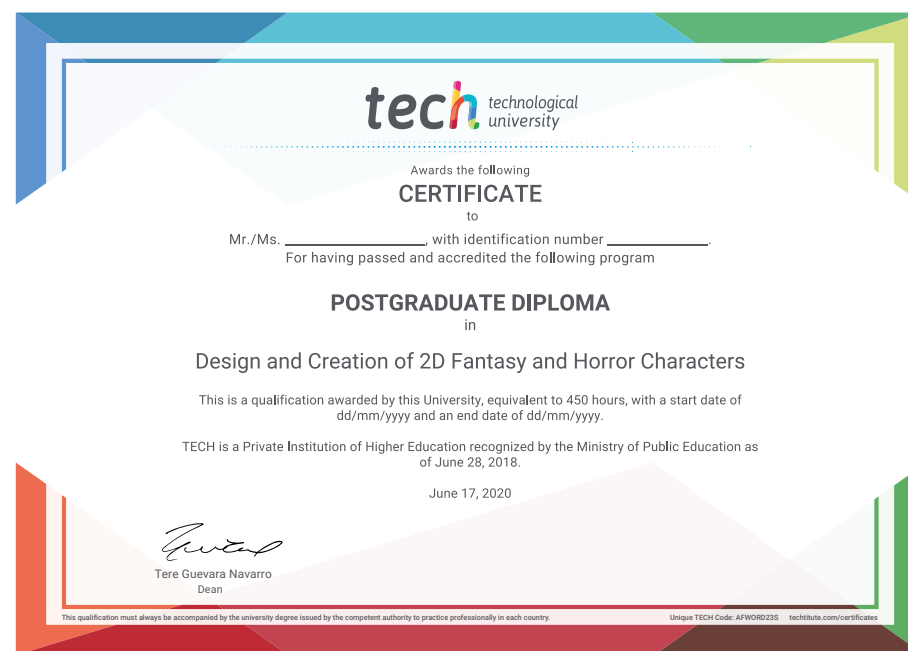 tech technological
university
Awards the following
CERTIFICATE
to
Mr./Ms. ____________________, with identification number ______________.
For having passed and accredited the following program
POSTGRADUATE DIPLOMA
in
Design and Creation of 2D Fantasy and Horror Characters
This is a qualification awarded by this University, equivalent to 450 hours, with a start date of
dd/mm/yyyy and an end date of dd/mm/yyyy.
TECH is a Private Institution of Higher Education recognized by the Ministry of Public Education as
of June 28, 2018.
June 17, 2020
Tere Guevara Navarro
Dean
This qualification must always be accompanied by the university degree issued by the competent authority to practice professionally in each country. Unique TECH Code: AFWORD23S techtitute.com/certificates